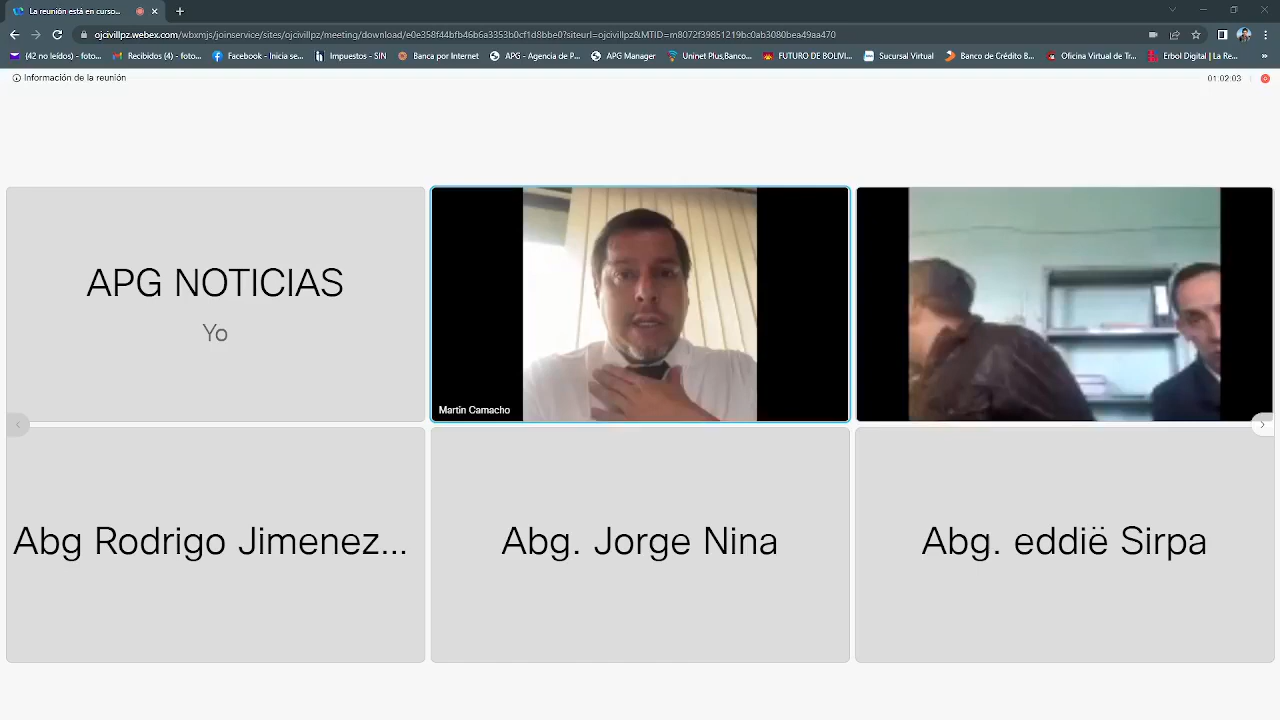 La reunión está en curso...
ojcivillpz.webex.com/wbxmjs/joinservice/sites/ojcivillpz/meeting/download/e0e358f44bfb46b6a3353c0cf1d6b6be0?siteurl=ojcivillpz&MTID=m8072f39851219bc0ab3080bea49aa470
(42 no leídos) - foto...
Recibidos (4) - fotos...
Facebook - Inicia se...
Impuestos - SIN
Banca por Internet
APG - Agencia de P...
APG Manager
Uninet Plus,Banco...
FUTURO DE BOLIVI...
Sucursal Virtual
Banco de Crédito B...
Oficina Virtual de Tr...
Erbol Digital | La Re...
Información de la reunión
01:02:03
APG NOTICIAS
Yo
Martin Camacho
Abg Rodrigo Jimenez...
Abg. Jorge Nina
Abg. eddië Sirpa